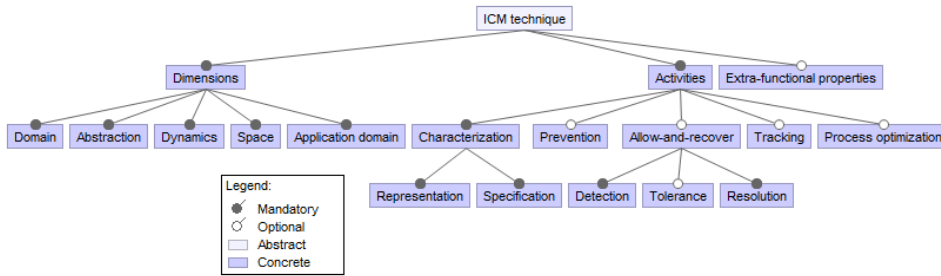 ICM technique
Dimensions
Activities
Extra-functional properties
Domain
Abstraction
Dynamics
Space
Application domain
Characterization
Prevention
Allow-and-recover
Tracking
Process optimization
Representation
Specification
Detection
Tolerance
Resolution
Legend:
Mandatory
Optional
Abstract
Concrete